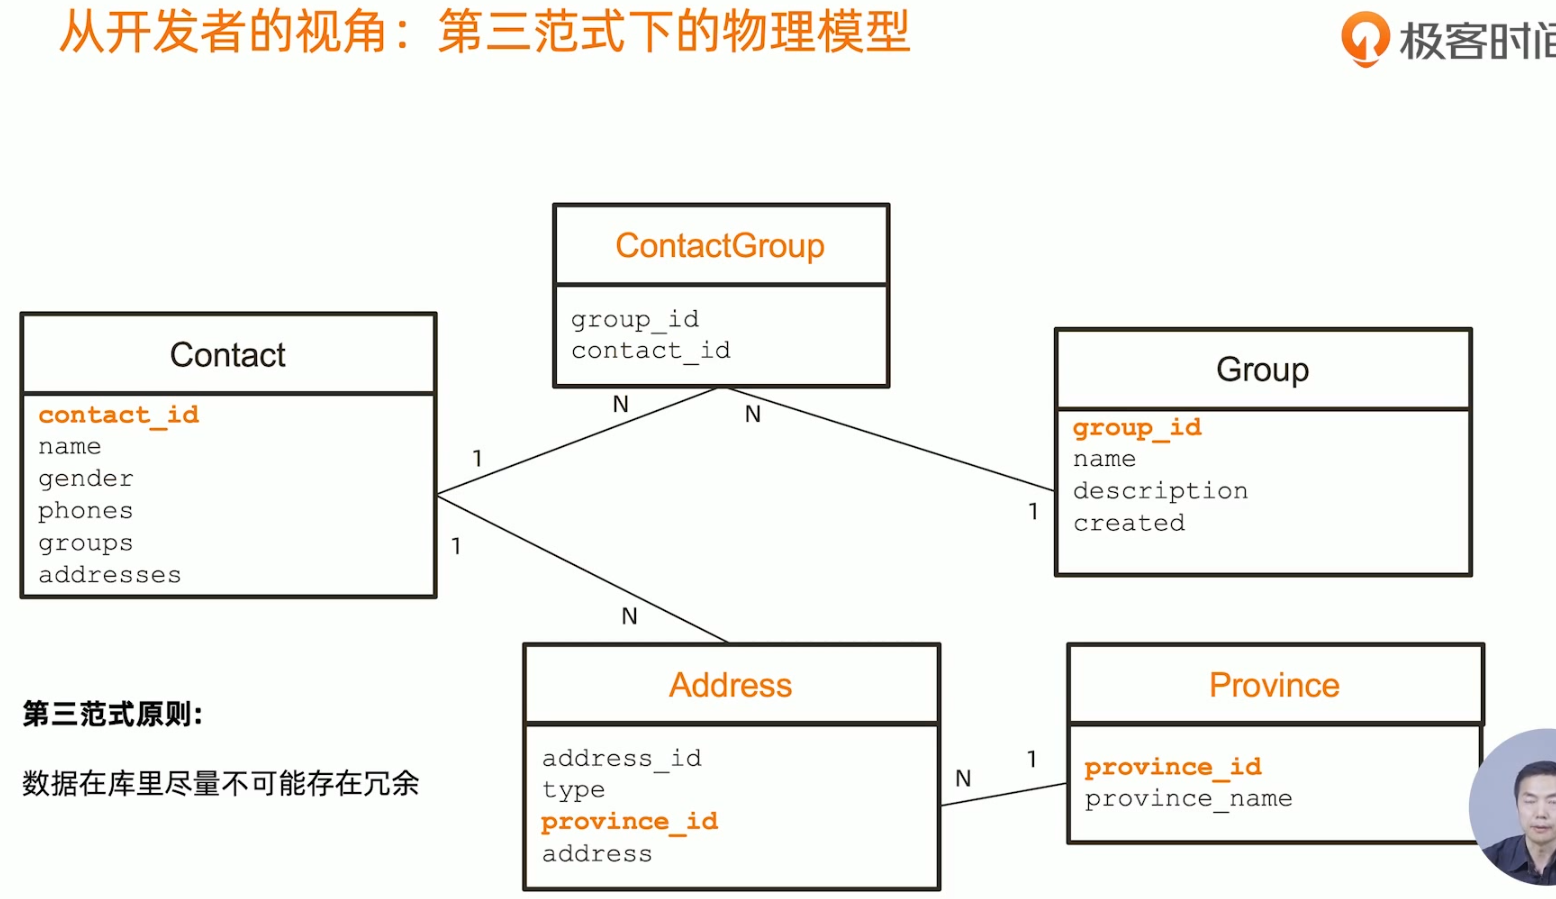 从开发者的视角：第三范式下的物理模型
极客时间
ContactGroup
group_id
contact_id
Contact
contact_id
name
gender
phones
groups
addresses
Group
group_id
name
description
created
N
N
1
1
1
N
Address
address_id
type
province_id
address
Province
province_id
province_name
N
1
第三范式原则:
数据在库里尽量不可能存在冗余